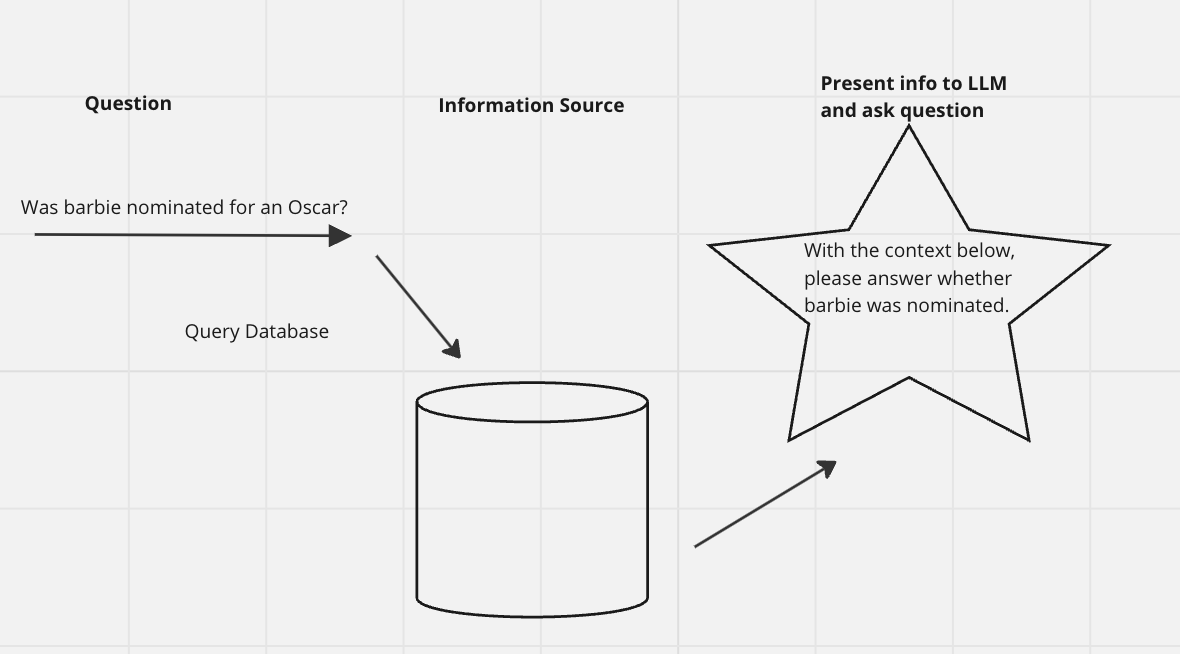 Question
Information Source
Present info to LLM
and ask question
Was barbie nominated for an Oscar?
Query Database
With the context below,
please answer whether
barbie was nominated.